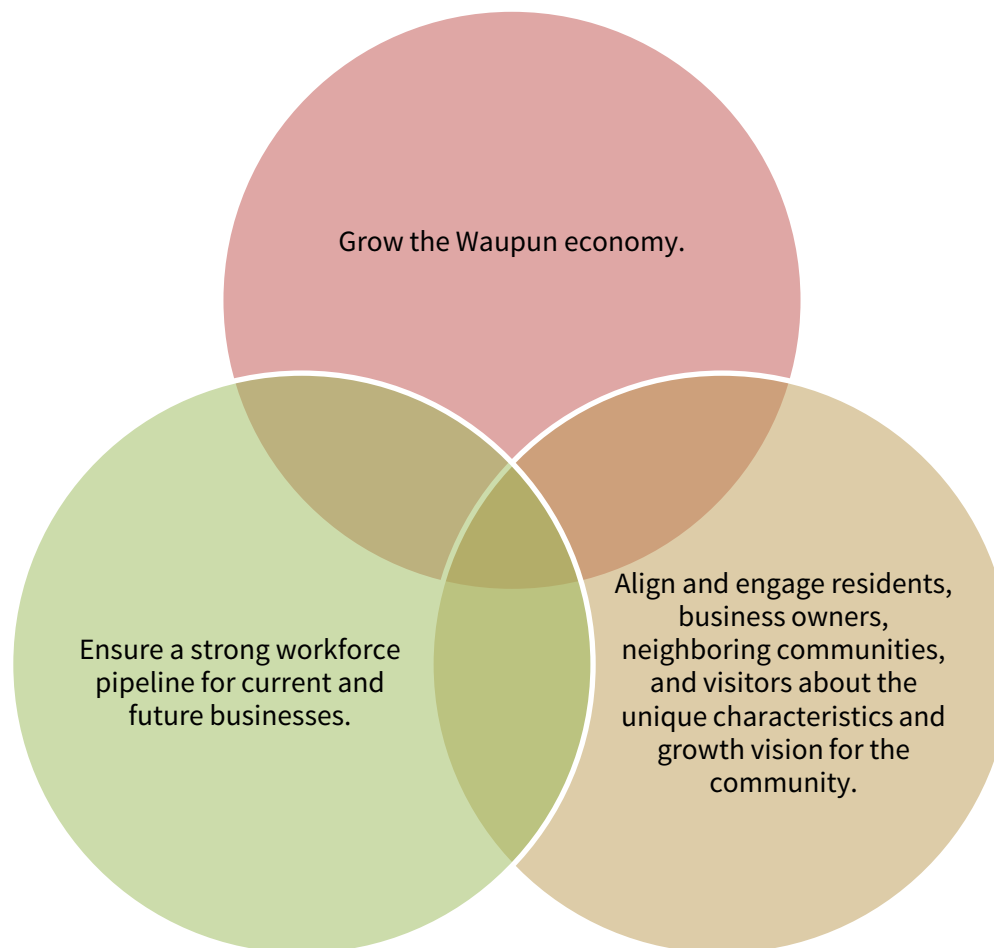 Grow the Waupun economy.
Ensure a strong workforce
pipeline for current and
future businesses.
Align and engage residents,
business owners,
neighboring communities,
and visitors about the
unique characteristics and
growth vision for the
community.